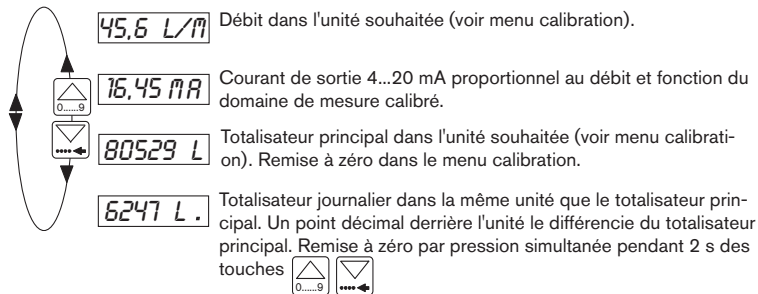 45,6 L/M
Débit dans l'unité souhaitée (voir menu calibration).
16,45 MA
Courant de sortie 4...20 mA proportionnel au débit et fonction du
domaine de mesure calibré.
0......9
80529 L
Totalisateur principal dans l'unité souhaitée (voir menu calibrati-
on). Remise à zéro dans le menu calibration.
6247 L .
Totalisateur journalier dans la même unité que le totalisateur prin-
cipal. Un point décimal derrière l'unité le différencie du totalisateur
principal. Remise à zéro par pression simultanée pendant 2 s des
touches
0......9